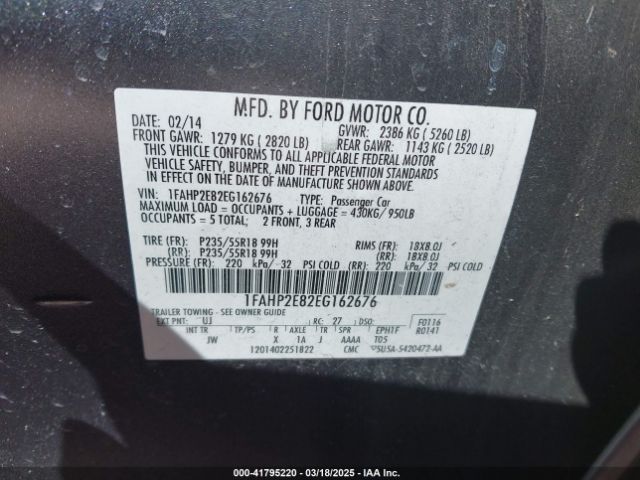 MFD. BY FORD MOTOR CO.
DATE: 02/14 GVWR: 2386 KG ( 5260 LB)
FRONT GAWR: 1279 KG ( 2820 LB) REAR GAWR: 1143 KG ( 2520 LB)
THIS VEHICLE CONFORMS TO ALL APPLICABLE FEDERAL MOTOR
VEHICLE SAFETY, BUMPER, AND THEFT PREVENTION STANDARDS
IN EFFECT ON THE DATE OF MANUFACTURE SHOWN ABOVE.
VIN: 1FAHP2E82EG162676 TYPE: Passenger Car
MAXIMUM LOAD = OCCUPANTS + LUGGAGE = 430KG/ 950LB
OCCUPANTS = 5 TOTAL; 2 FRONT, 3 REAR
TIRE (FR): P235/55R18 99H RIMS (FR): 18X8.0J
(RR): P235/55R18 99H (RR): 18X8.0J
PRESSURE (FR): 220 kPa/ 32 PSI COLD (RR): 220 kPa/ 32 PSI COLD
1FAHP2E82EG162676
TRAILER TOWING - SEE OWNER GUIDE
EXT PNT: UJ RC: 27 DSO: F0116
INT TR TP/PS R AXLE TR SPR EPH1F R0141
JW X 1A J AAAA T05
1201402251822 CMC
Stock: 41795220 - 03/18/2025 - IAA Inc.